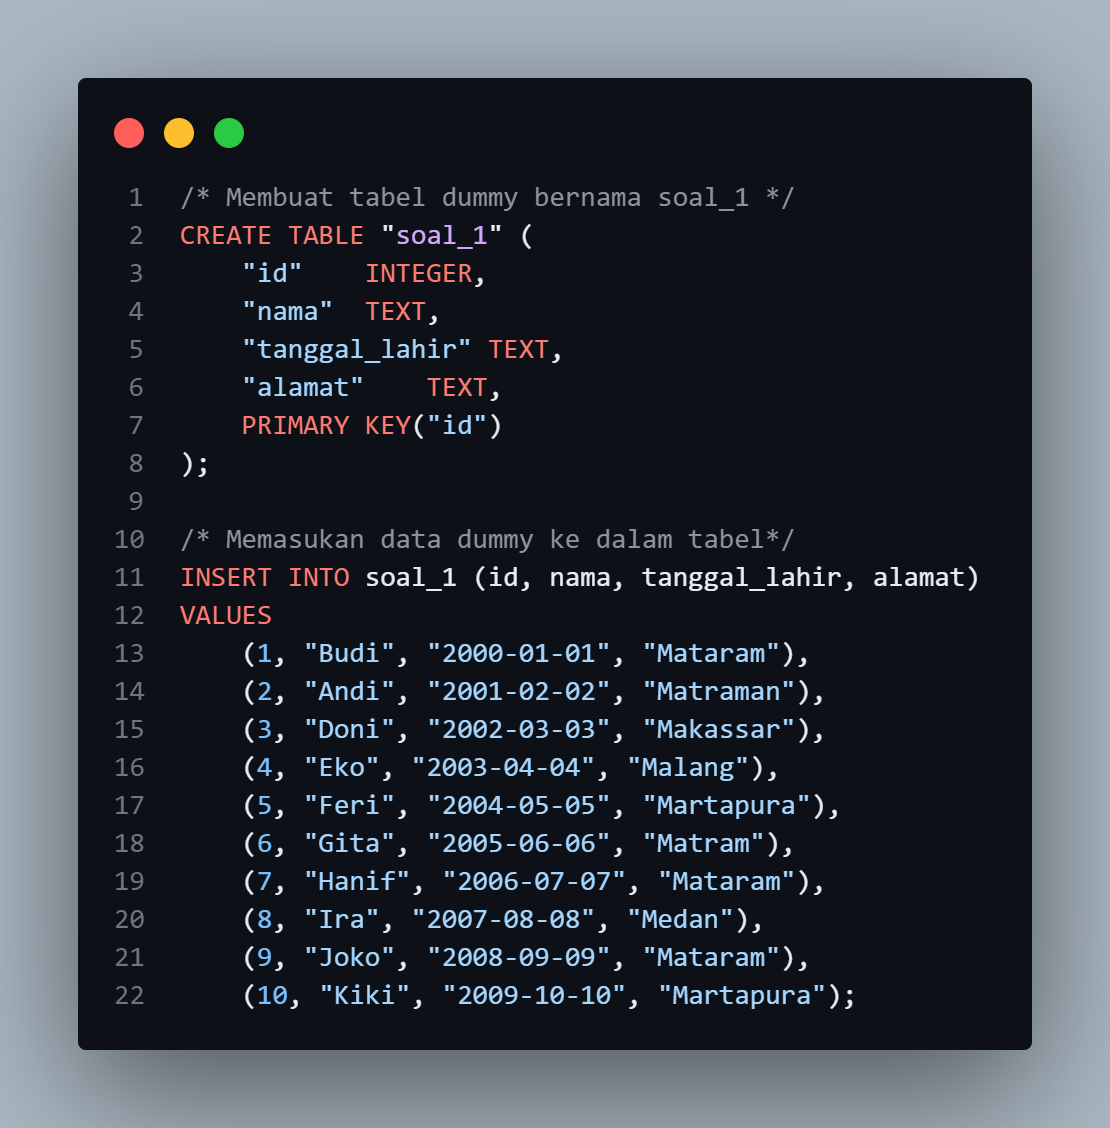 1 /* Membuat tabel dummy bernama soal_1 */
2 CREATE TABLE "soal_1" (
3     "id"    INTEGER,
4     "nama"  TEXT,
5     "tanggal_lahir" TEXT,
6     "alamat"    TEXT,
7     PRIMARY KEY("id")
8 );
9
10 /* Memasukan data dummy ke dalam tabel*/
11 INSERT INTO soal_1 (id, nama, tanggal_lahir, alamat)
12 VALUES
13     (1, "Budi", "2000-01-01", "Mataram"),
14     (2, "Andi", "2001-02-02", "Matraman"),
15     (3, "Doni", "2002-03-03", "Makassar"),
16     (4, "Eko", "2003-04-04", "Malang"),
17     (5, "Feri", "2004-05-05", "Martapura"),
18     (6, "Gita", "2005-06-06", "Matram"),
19     (7, "Hanif", "2006-07-07", "Mataram"),
20     (8, "Ira", "2007-08-08", "Medan"),
21     (9, "Joko", "2008-09-09", "Mataram"),
22     (10, "Kiki", "2009-10-10", "Martapura");